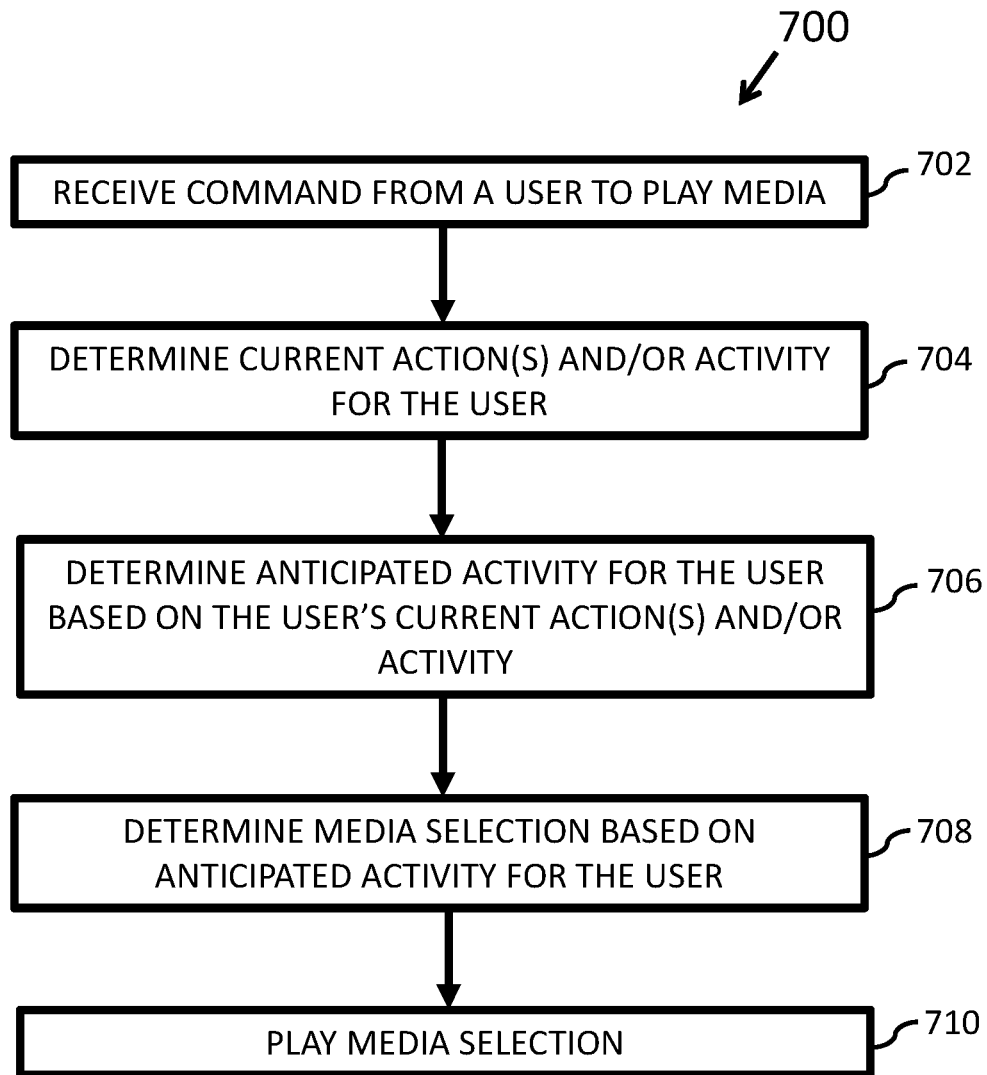 700
RECEIVE COMMAND FROM A USER TO PLAY MEDIA
702
DETERMINE CURRENT ACTION(S) AND/OR ACTIVITY
FOR THE USER
704
DETERMINE ANTICIPATED ACTIVITY FOR THE USER
BASED ON THE USER'S CURRENT ACTION(S) AND/OR
ACTIVITY
706
DETERMINE MEDIA SELECTION BASED ON
ANTICIPATED ACTIVITY FOR THE USER
708
PLAY MEDIA SELECTION
710